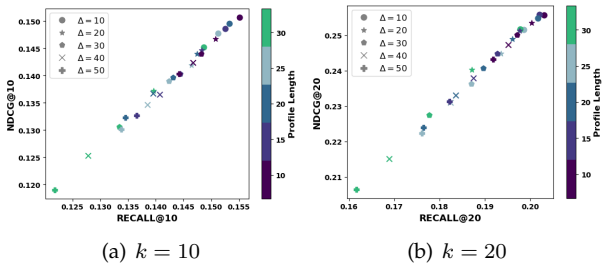 0.150
0.145
0.140
0.135
0.130
0.125
0.120
NDCG@10
Δ = 10
Δ = 20
Δ = 30
Δ = 40
Δ = 50
0.125 0.130 0.135 0.140 0.145 0.150 0.155
RECALL@10
30
25
20
15
10
Profile Length
(a) k = 10
0.25
0.24
0.23
0.22
0.21
NDCG@20
Δ = 10
Δ = 20
Δ = 30
Δ = 40
Δ = 50
0.16 0.17 0.18 0.19 0.20
RECALL@20
30
25
20
15
10
Profile Length
(b) k = 20